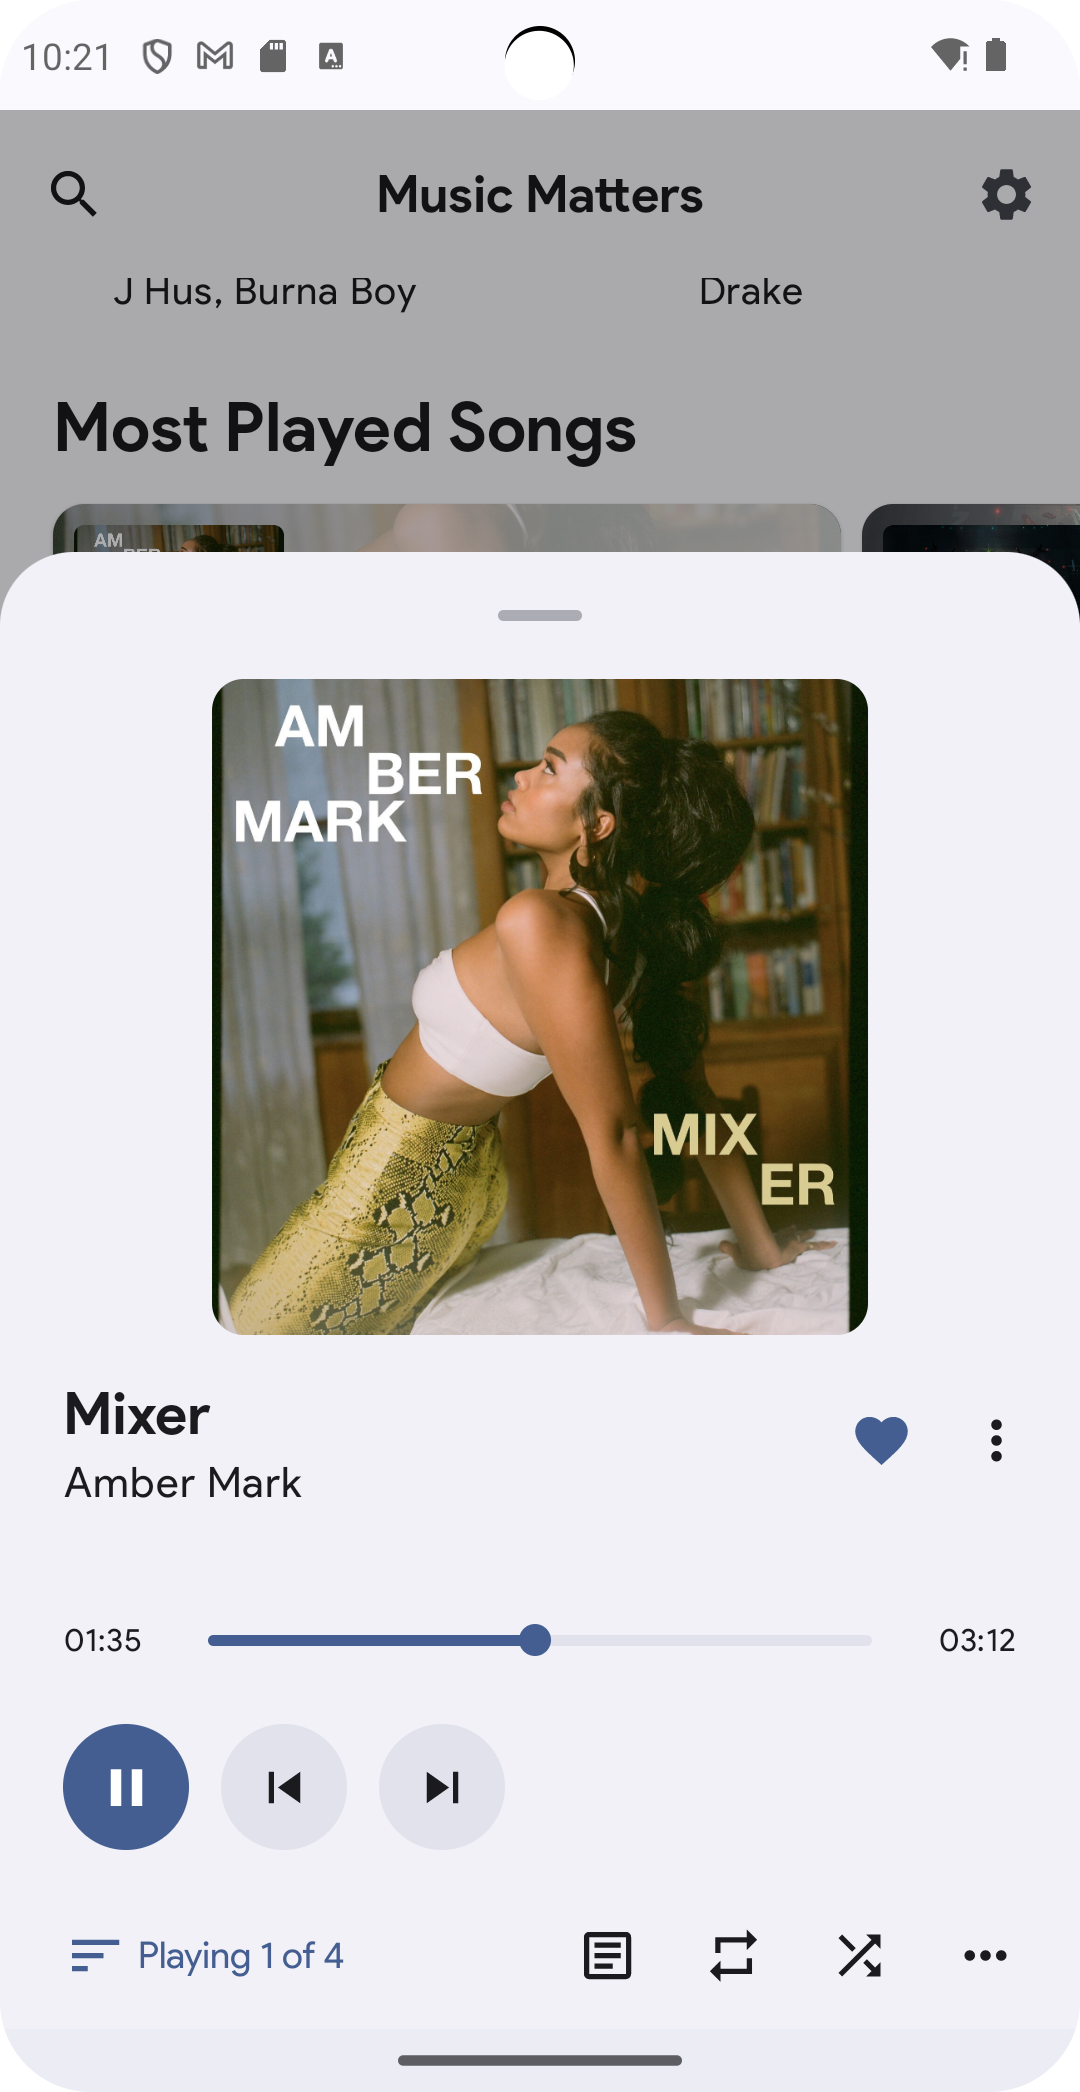 10:21
Music Matters
J Hus, Burna Boy
Drake
Most Played Songs
AM
BER
AM
BER
MARK
MIX
ER
Mixer
Amber Mark
01:35
03:12
Playing 1 of 4